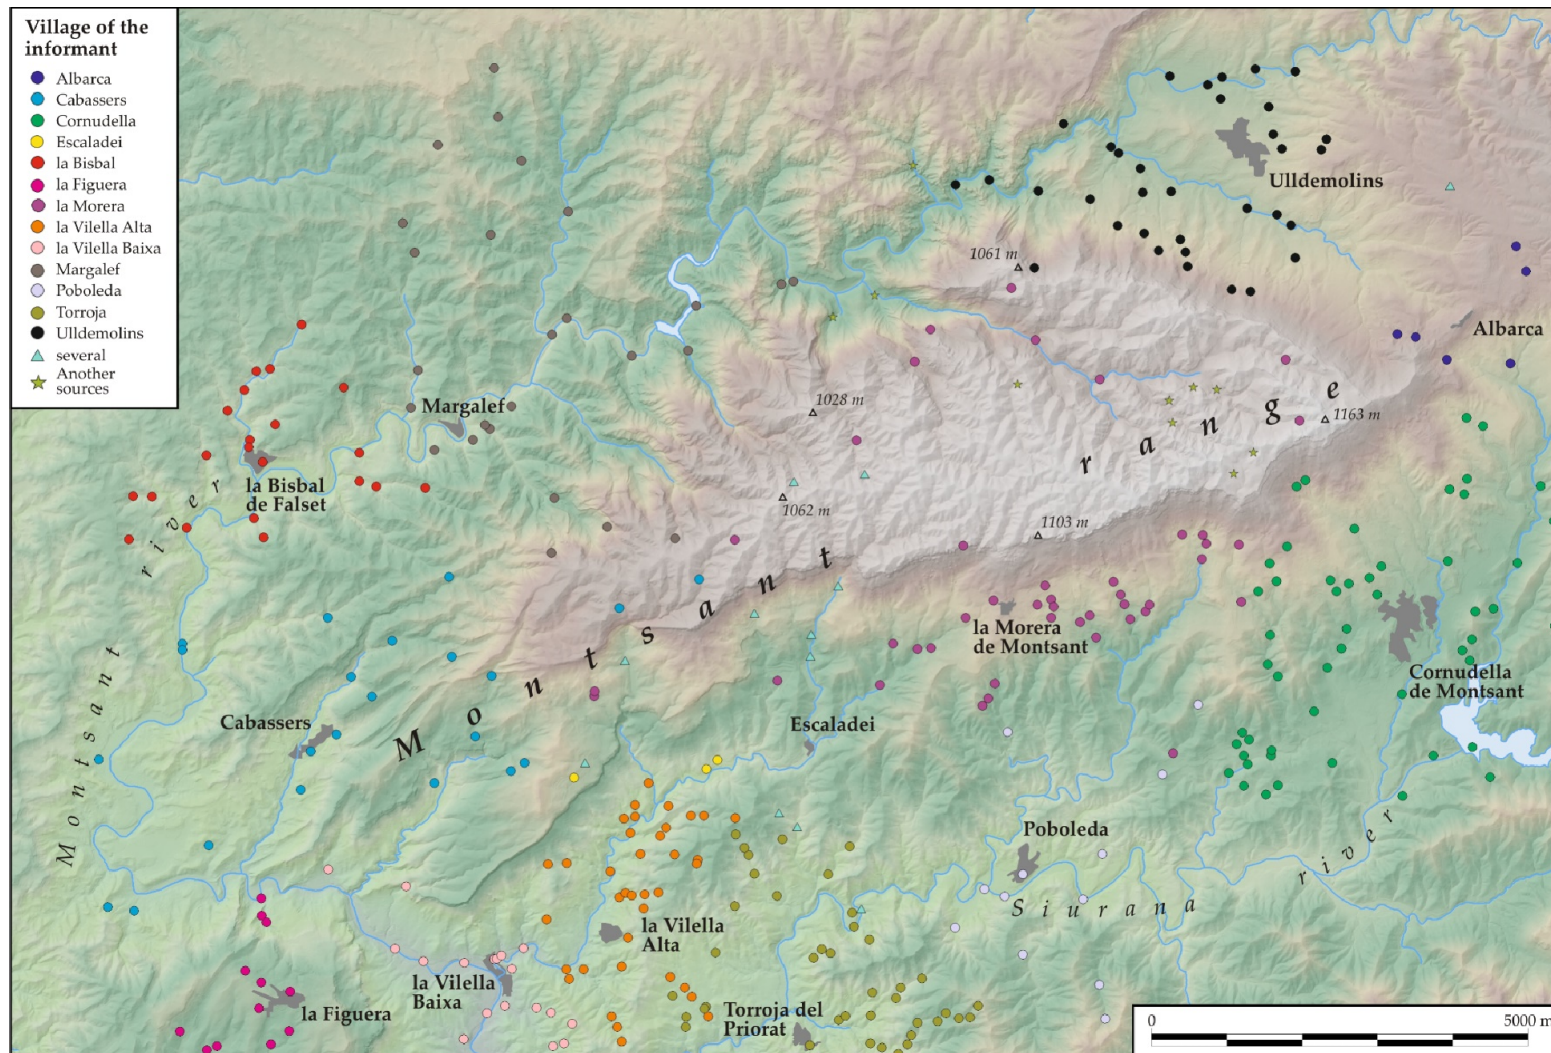 Village of the
informant
Albarca
Cabassers
Cornudella
Escaladei
la Bisbal
la Figuera
la Morera
la Vilella Alta
la Vilella Baixa
Margalef
Poboleda
Torroja
Ulldemolins
several
Another
sources
Ulldemolins
1061 m
Albarca
1028 m
Margalef
1163 m
la Bisbal
de Falset
1062 m
1103 m
Montsant range
Montsant river
la Morera
de Montsant
Cornudella
de Montsant
Cabassers
Escaladei
Poboleda
Siurana river
la Vilella
Alta
la Vilella
Baixa
la Figuera
Torroja del
Priorat
0 5000 m